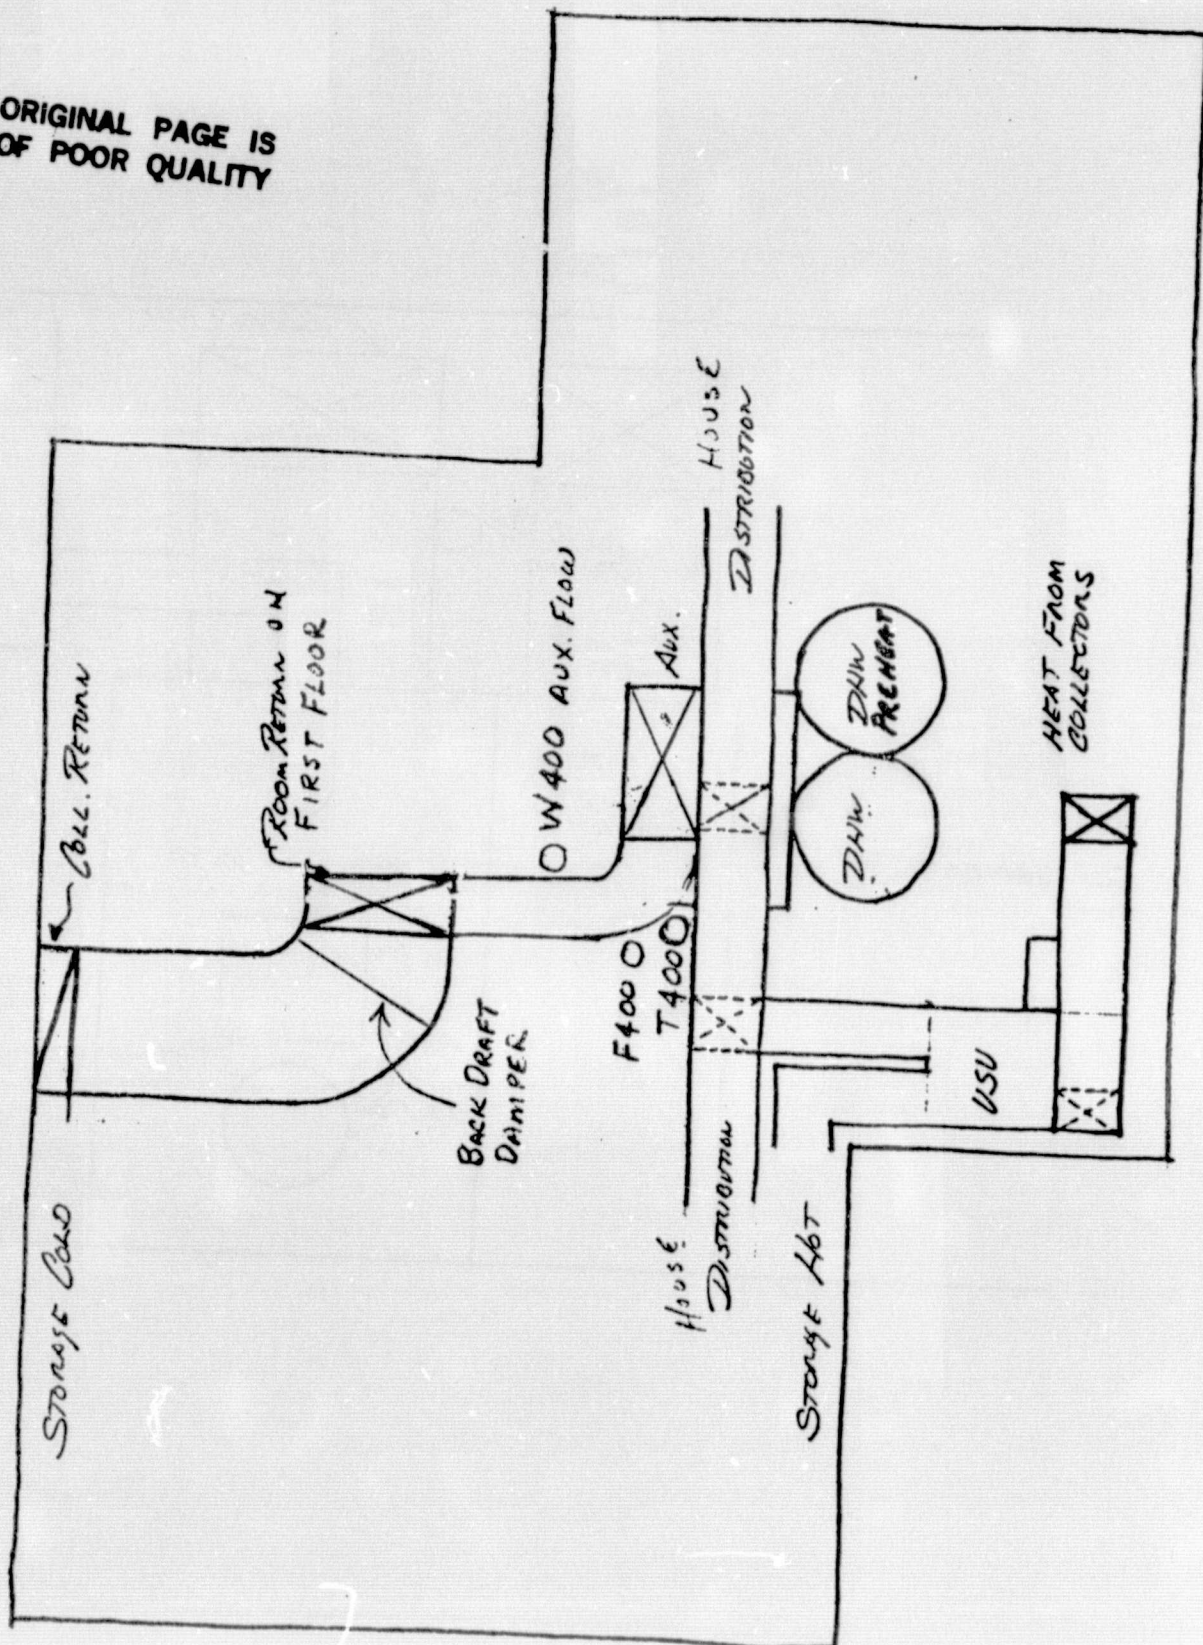 ORIGINAL PAGE IS
OF POOR QUALITY
COLL. RETURN
ROOM RETURN ON
FIRST FLOOR
STORAGE COLD
BACK DRAFT
DAMPER
W400 AUX. FLOW
AUX.
F400
T400
HOUSE
DISTRIBUTION
HOUSE
DISTRIBUTION
DHW
PREHEAT
DHW
STORAGE HOT
USU
HEAT FROM
COLLECTORS